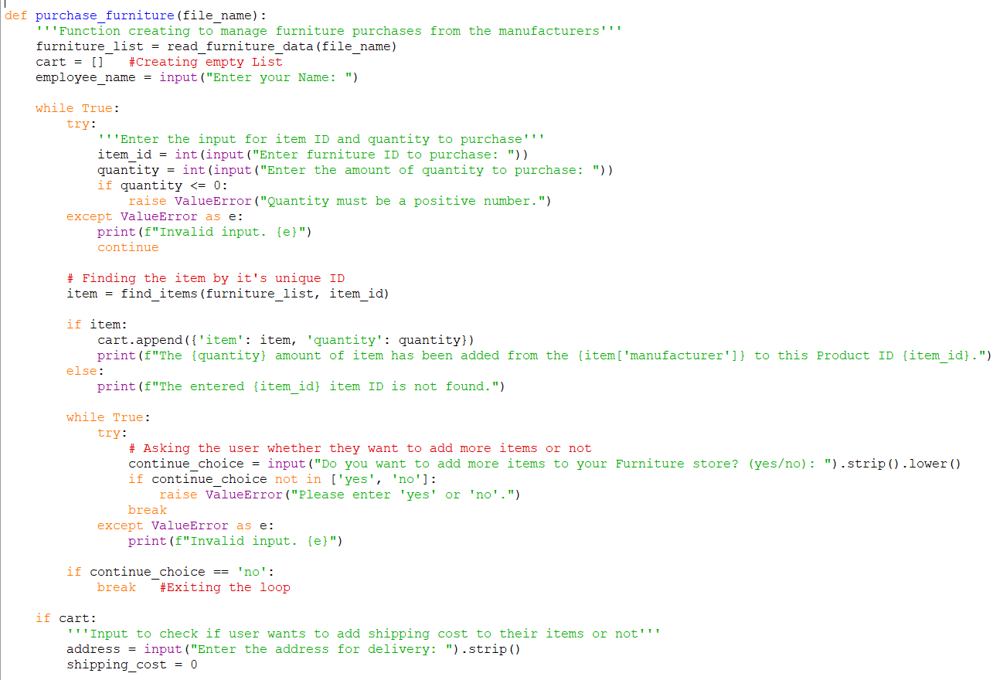 def purchase_furniture(file_name):
    '''Function creating to manage furniture purchases from the manufacturers'''
    furniture_list = read_furniture_data(file_name)
    cart = []   #Creating empty List
    employee_name = input("Enter your Name: ")

    while True:
        try:
            '''Enter the input for item ID and quantity to purchase'''
            item_id = int(input("Enter furniture ID to purchase: "))
            quantity = int(input("Enter the amount of quantity to purchase: "))
            if quantity <= 0:
                raise ValueError("Quantity must be a positive number.")
        except ValueError as e:
            print(f"Invalid input. {e}")
            continue

        # Finding the item by it's unique ID
        item = find_items(furniture_list, item_id)

        if item:
            cart.append({'item': item, 'quantity': quantity})
            print(f"The {quantity} amount of item has been added from the {item['manufacturer']} to this Product ID {item_id}.")
        else:
            print(f"The entered {item_id} item ID is not found.")

        while True:
            try:
                # Asking the user whether they want to add more items or not
                continue_choice = input("Do you want to add more items to your Furniture store? (yes/no): ").strip().lower()
                if continue_choice not in ['yes', 'no']:
                    raise ValueError("Please enter 'yes' or 'no'.")
                break
            except ValueError as e:
                print(f"Invalid input. {e}")

        if continue_choice == 'no':
            break   #Exiting the loop

    if cart:
        '''Input to check if user wants to add shipping cost to their items or not'''
        address = input("Enter the address for delivery: ").strip()
        shipping_cost = 0